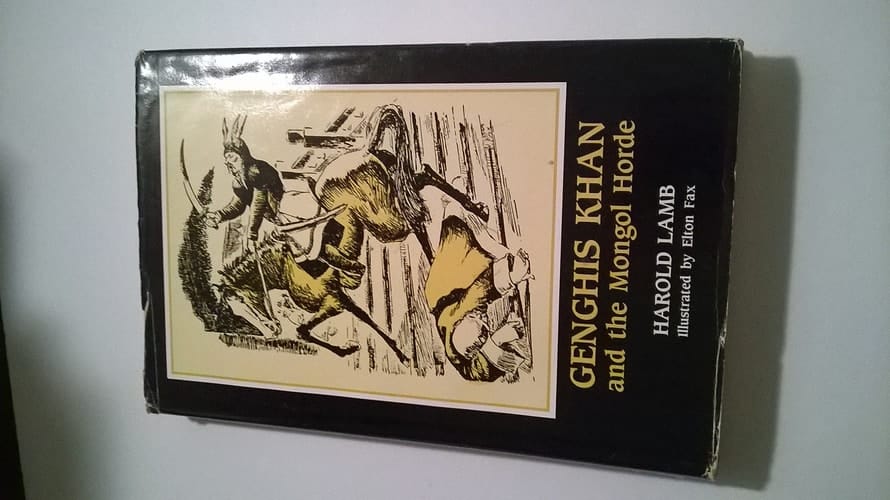 GENGHIS KHAN
and the Mongol Horde
HAROLD LAMB
Illustrated by Elton Fax